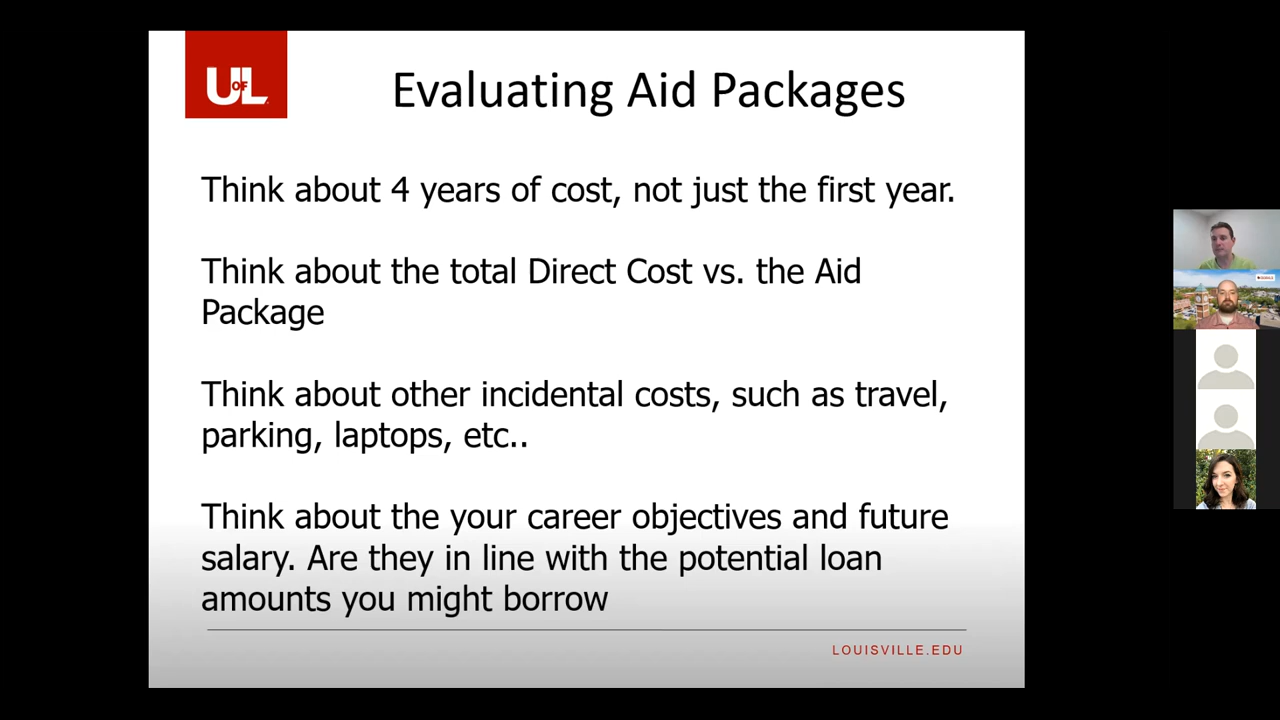 UofL
Evaluating Aid Packages
Think about 4 years of cost, not just the first year.
Think about the total Direct Cost vs. the Aid
Package
Think about other incidental costs, such as travel,
parking, laptops, etc..
Think about the your career objectives and future
salary. Are they in line with the potential loan
amounts you might borrow
LOUISVILLE.EDU